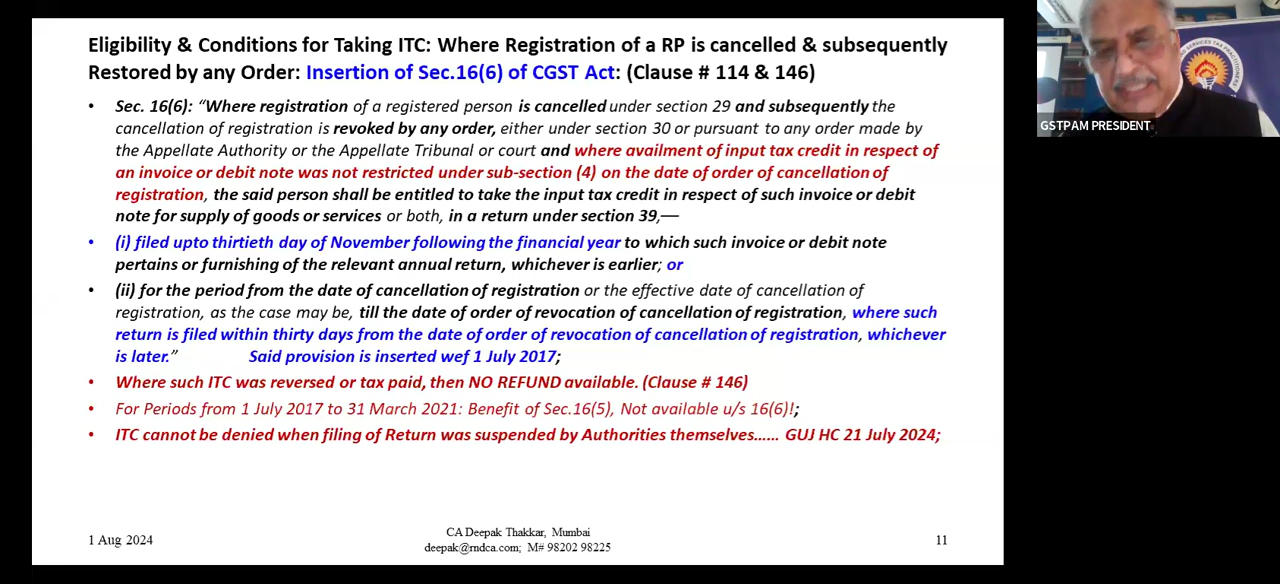 Eligibility & Conditions for Taking ITC: Where Registration of a RP is cancelled & subsequently
Restored by any Order: Insertion of Sec.16(6) of CGST Act: (Clause # 114 & 146)
• Sec. 16(6): “Where registration of a registered person is cancelled under section 29 and subsequently the
cancellation of registration is revoked by any order, either under section 30 or pursuant to any order made by
the Appellate Authority or the Appellate Tribunal or court and where availment of input tax credit in respect of
an invoice or debit note was not restricted under sub-section (4) on the date of order of cancellation of
registration, the said person shall be entitled to take the input tax credit in respect of such invoice or debit
note for supply of goods or services or both, in a return under section 39,—
• (i) filed upto thirtieth day of November following the financial year to which such invoice or debit note
pertains or furnishing of the relevant annual return, whichever is earlier; or
• (ii) for the period from the date of cancellation of registration or the effective date of cancellation of
registration, as the case may be, till the date of order of revocation of cancellation of registration, where such
return is filed within thirty days from the date of order of revocation of cancellation of registration, whichever
is later.” Said provision is inserted wef 1 July 2017;
• Where such ITC was reversed or tax paid, then NO REFUND available. (Clause # 146)
• For Periods from 1 July 2017 to 31 March 2021: Benefit of Sec.16(5), Not available u/s 16(6)!;
• ITC cannot be denied when filing of Return was suspended by Authorities themselves...... GUJ HC 21 July 2024;
1 Aug 2024
CA Deepak Thakkar, Mumbai
deepak@rndca.com; M# 98202 98225
11
GSTPAM PRESIDENT